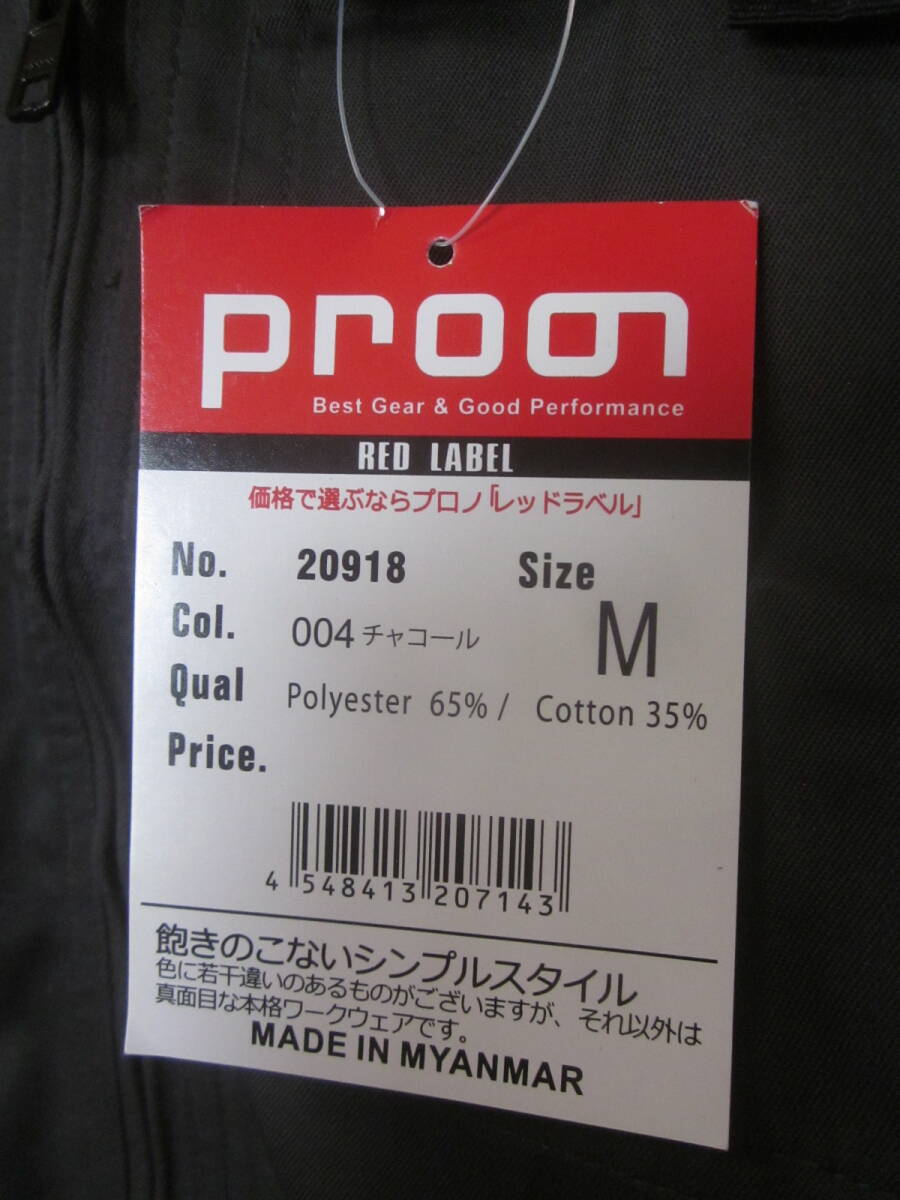 prono
Best Gear & Good Performance
RED LABEL
価格で選ぶならプロノ「レッドラベル」
No. 20918 Size
Col. 004 チャコール M
Qual Polyester 65% / Cotton 35%
Price.
4 548413 207143
飽きのこないシンプルスタイル
色に若干違いのあるものがございますが、それ以外は
真面目な本格ワークウェアです。
MADE IN MYANMAR